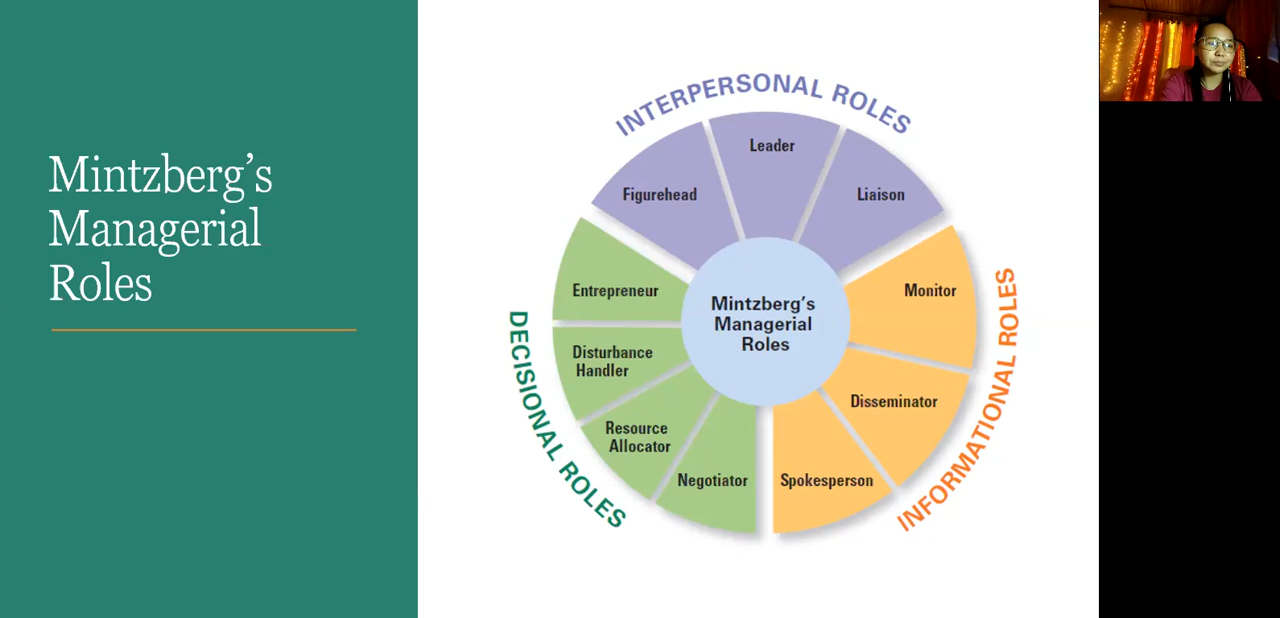 Mintzberg's
Managerial
Roles
INTERPERSONAL ROLES
Leader
Figurehead
Liaison
Entrepreneur
Monitor
Mintzberg's
Managerial
Roles
Disturbance
Handler
Disseminator
Resource
Allocator
Negotiator
Spokesperson
DECISIONAL ROLES
INFORMATIONAL ROLES